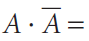 A · A̅ =